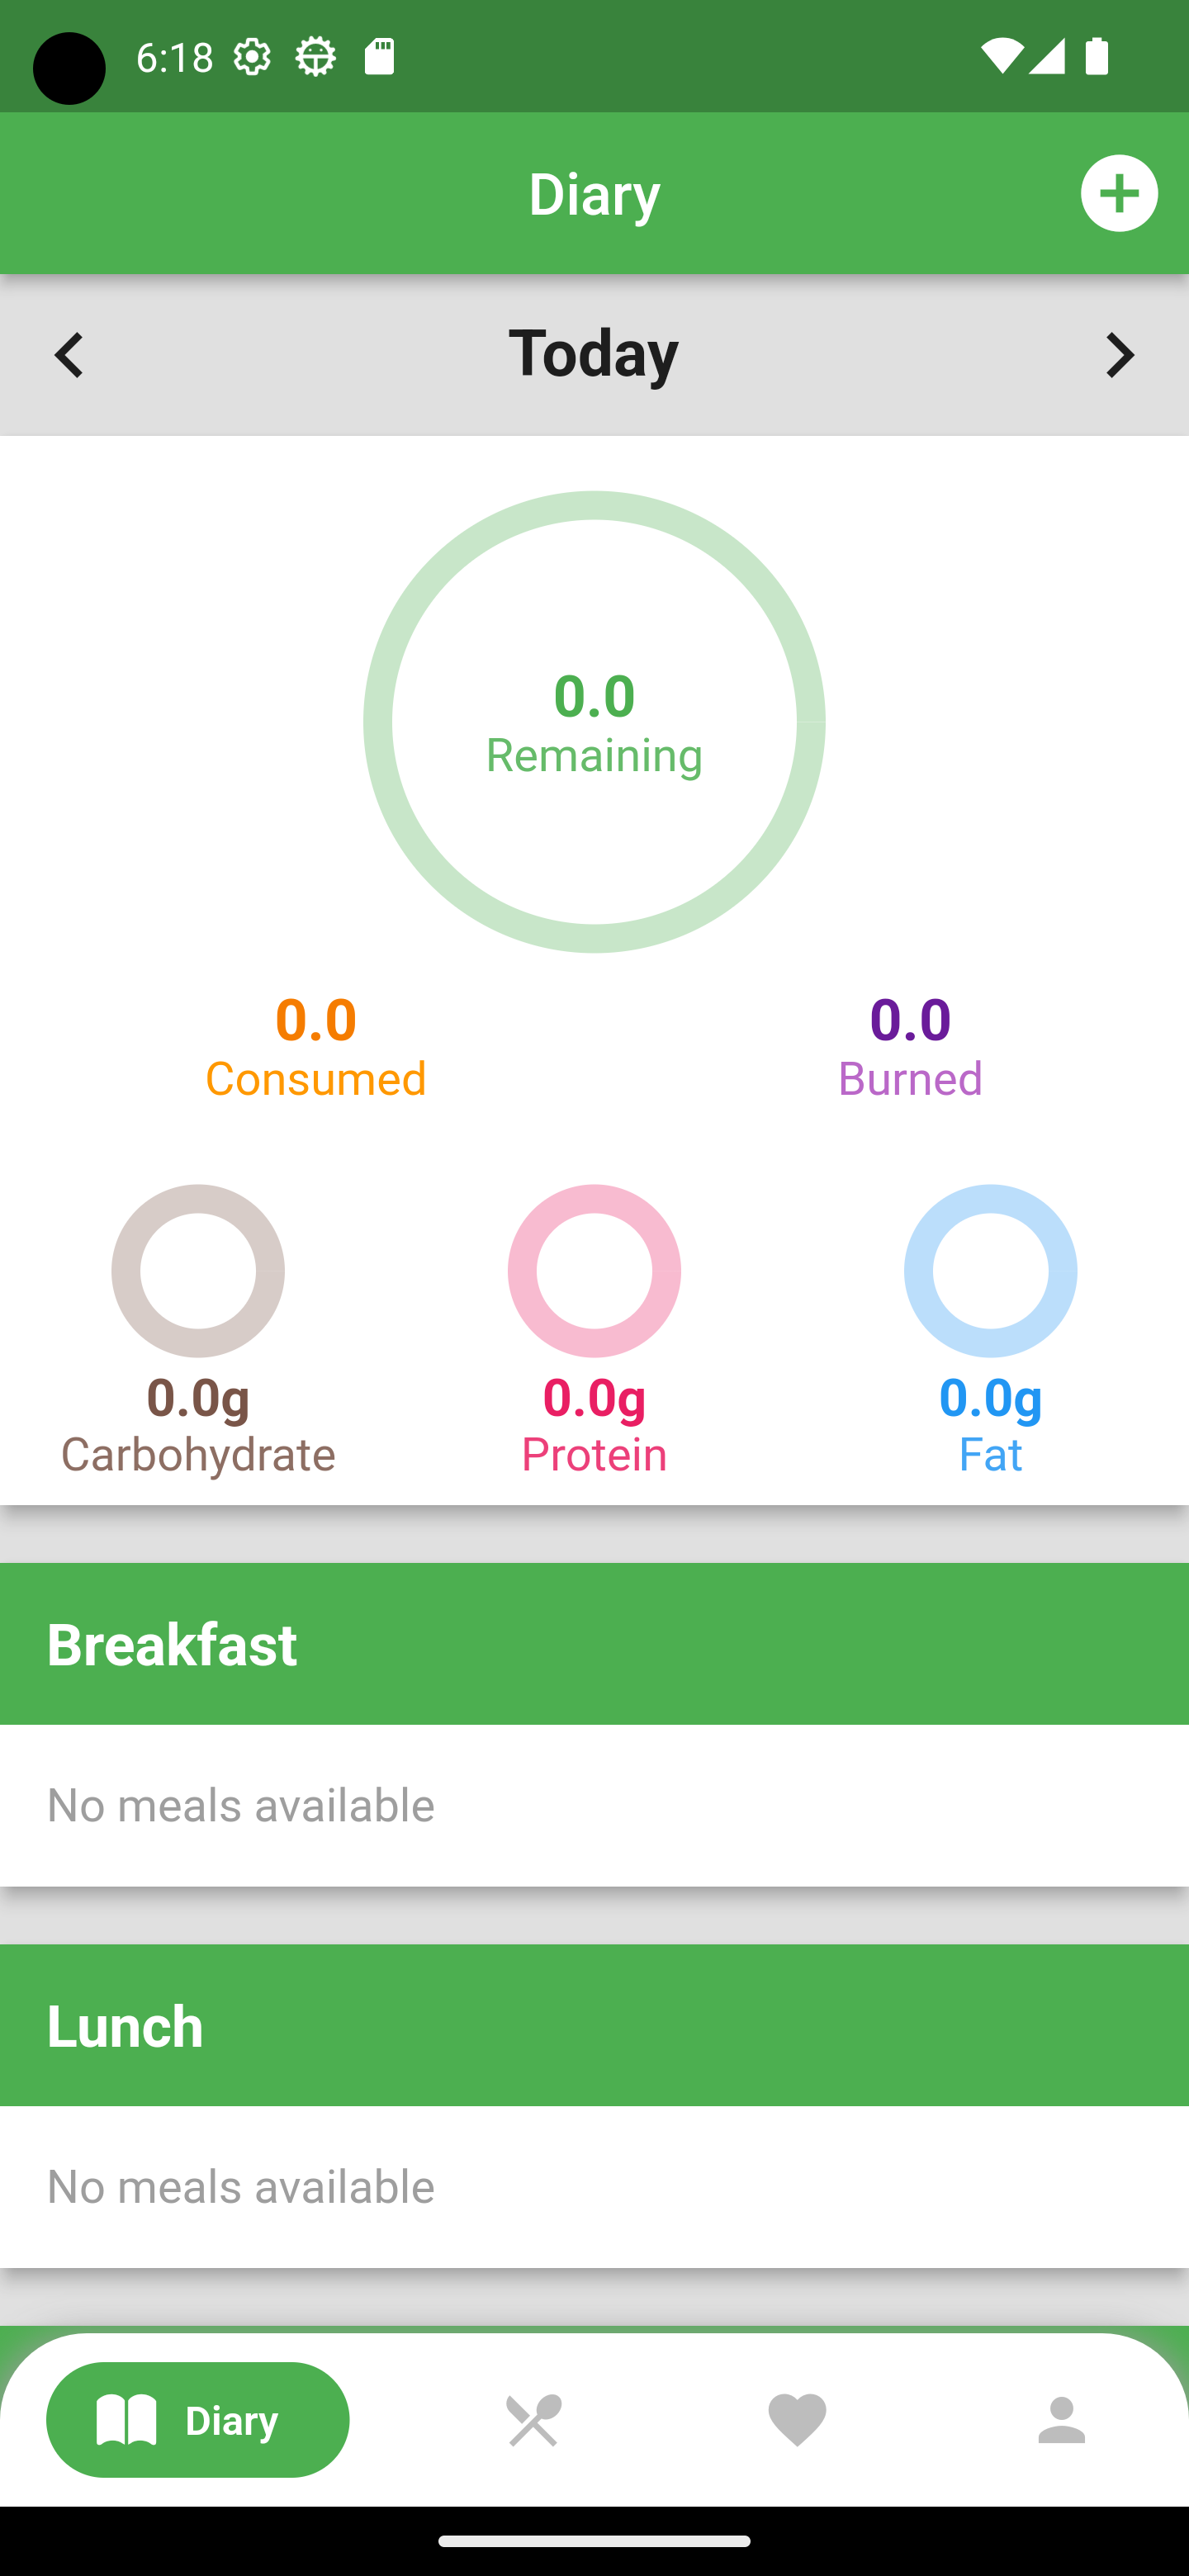 6:18
Diary
Today
0.0
Remaining
0.0
Consumed
0.0
Burned
0.0g
Carbohydrate
0.0g
Protein
0.0g
Fat
Breakfast
No meals available
Lunch
No meals available
Diary